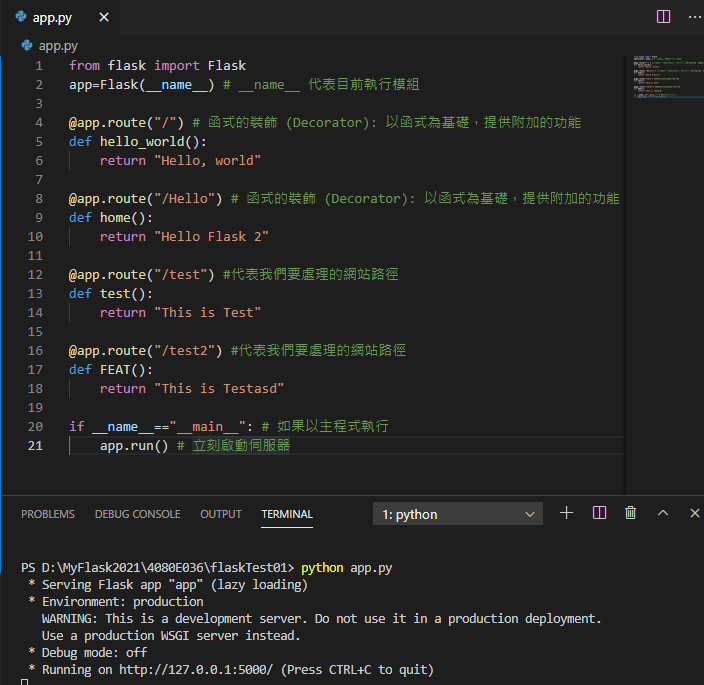 app.py
app.py
1 from flask import Flask
2 app=Flask(__name__) # __name__ 代表目前執行模組
3
4 @app.route("/") # 函式的裝飾 (Decorator): 以函式為基礎，提供附加的功能
5 def hello_world():
6     return "Hello, world"
7
8 @app.route("/Hello") # 函式的裝飾 (Decorator): 以函式為基礎，提供附加的功能
9 def home():
10     return "Hello Flask 2"
11
12 @app.route("/test") #代表我們要處理的網站路徑
13 def test():
14     return "This is Test"
15
16 @app.route("/test2") #代表我們要處理的網站路徑
17 def FEAT():
18     return "This is Testasd"
19
20 if __name__=="__main__": # 如果以主程式執行
21     app.run() # 立刻啟動伺服器
PROBLEMS DEBUG CONSOLE OUTPUT TERMINAL 1: python
PS D:\MyFlask2021\4080E036\flaskTest01> python app.py
 * Serving Flask app "app" (lazy loading)
 * Environment: production
   WARNING: This is a development server. Do not use it in a production deployment.
   Use a production WSGI server instead.
 * Debug mode: off
 * Running on http://127.0.0.1:5000/ (Press CTRL+C to quit)